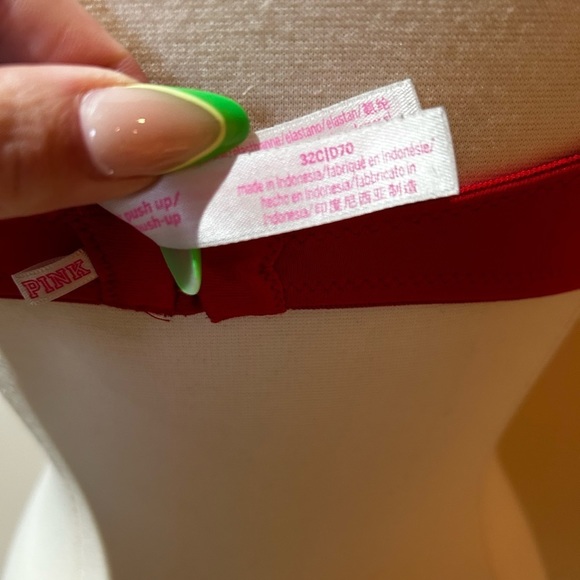 /elastano/elastan/氨纶
32C|D70
made in Indonesia/fabriqué en Indonésie/
hecho en Indonesia/fabbricato in
Indonesia/印度尼西亚制造
push up/
push-up
PINK